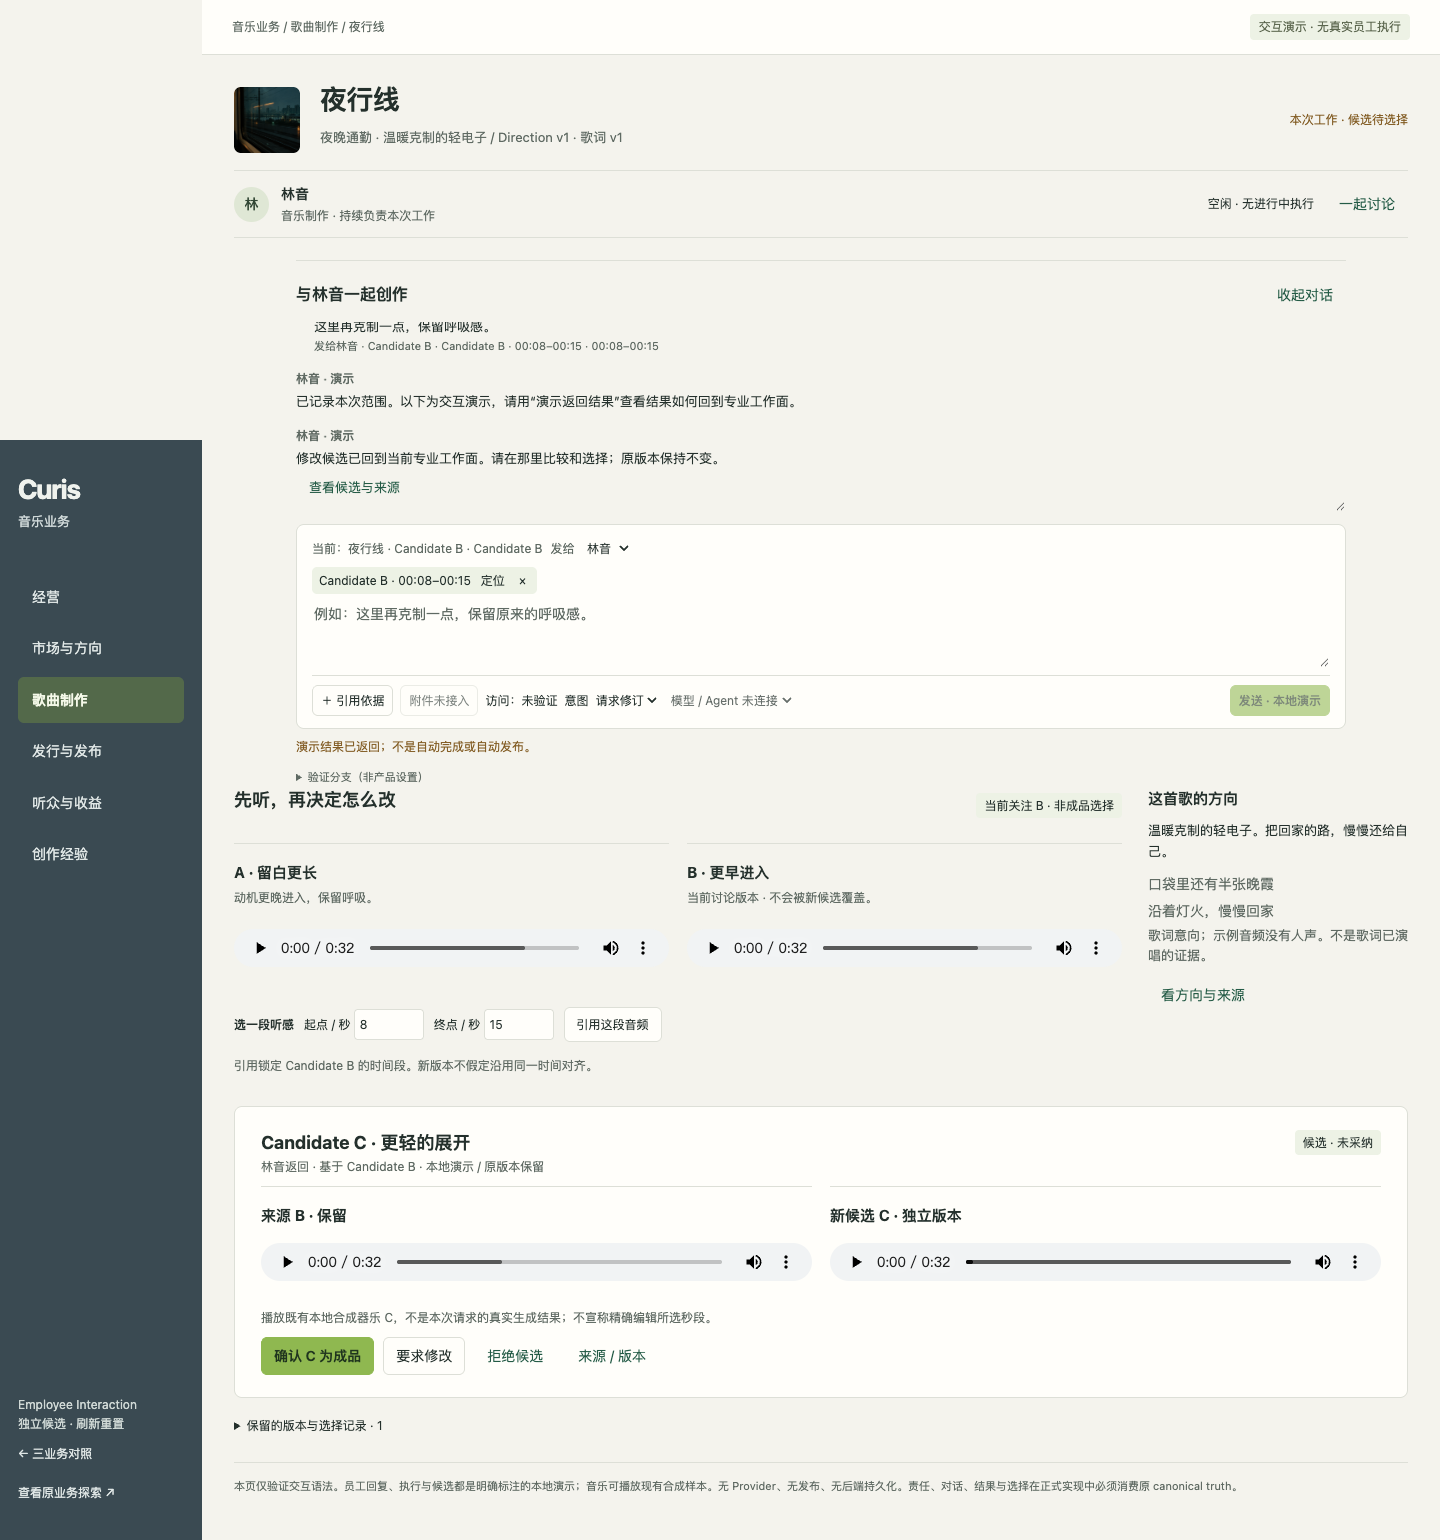 音乐业务 / 歌曲制作 / 夜行线
交互演示 · 无真实员工执行
夜行线
夜晚通勤 · 温暖克制的轻电子 / Direction v1 · 歌词 v1
本次工作 · 候选待选择
林
林音
音乐制作 · 持续负责本次工作
空闲 · 无进行中执行
一起讨论
与林音一起创作
收起对话
这里再克制一点，保留呼吸感。
发给林音 · Candidate B · Candidate B · 00:08–00:15 · 00:08–00:15
林音 · 演示
已记录本次范围。以下为交互演示，请用“演示返回结果”查看结果如何回到专业工作面。
林音 · 演示
修改候选已回到当前专业工作面。请在那里比较和选择；原版本保持不变。
查看候选与来源
当前：夜行线 · Candidate B · Candidate B 发给 林音
Candidate B · 00:08–00:15 定位 ×
例如：这里再克制一点，保留原来的呼吸感。
＋ 引用依据
附件未接入
访问：未验证
意图 请求修订
模型 / Agent 未连接
发送 · 本地演示
演示结果已返回；不是自动完成或自动发布。
验证分支（非产品设置）
Curis
音乐业务
经营
市场与方向
歌曲制作
发行与发布
听众与收益
创作经验
Employee Interaction
独立候选 · 刷新重置
← 三业务对照
查看原业务探索 ↗
先听，再决定怎么改
当前关注 B · 非成品选择
A · 留白更长
动机更晚进入，保留呼吸。
0:00 / 0:32
B · 更早进入
当前讨论版本 · 不会被新候选覆盖。
0:00 / 0:32
选一段听感 起点 / 秒 8 终点 / 秒 15 引用这段音频
引用锁定 Candidate B 的时间段。新版本不假定沿用同一时间对齐。
这首歌的方向
温暖克制的轻电子。把回家的路，慢慢还给自
己。
口袋里还有半张晚霞
沿着灯火，慢慢回家
歌词意向；示例音频没有人声。不是歌词已演
唱的证据。
看方向与来源
Candidate C · 更轻的展开
林音返回 · 基于 Candidate B · 本地演示 / 原版本保留
候选 · 未采纳
来源 B · 保留
0:00 / 0:32
新候选 C · 独立版本
0:00 / 0:32
播放既有本地合成器乐 C，不是本次请求的真实生成结果；不宣称精确编辑所选秒段。
确认 C 为成品
要求修改
拒绝候选
来源 / 版本
保留的版本与选择记录 · 1
本页仅验证交互语法。员工回复、执行与候选都是明确标注的本地演示；音乐可播放现有合成样本。无 Provider、无发布、无后端持久化。责任、对话、结果与选择在正式实现中必须消费原 canonical truth。